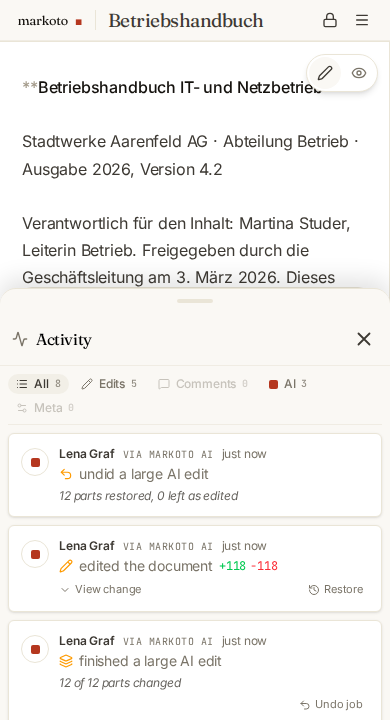 markoto
Betriebshandbuch
**Betriebshandbuch IT- und Netzbetrieb
Stadtwerke Aarenfeld AG · Abteilung Betrieb ·
Ausgabe 2026, Version 4.2
Verantwortlich für den Inhalt: Martina Studer,
Leiterin Betrieb. Freigegeben durch die
Geschäftsleitung am 3. März 2026. Dieses
Activity
All 8 Edits 5 Comments 0 AI 3
Meta 0
Lena Graf VIA MARKOTO AI just now
undid a large AI edit
12 parts restored, 0 left as edited
Lena Graf VIA MARKOTO AI just now
edited the document +118 -118
View change Restore
Lena Graf VIA MARKOTO AI just now
finished a large AI edit
12 of 12 parts changed
Undo job